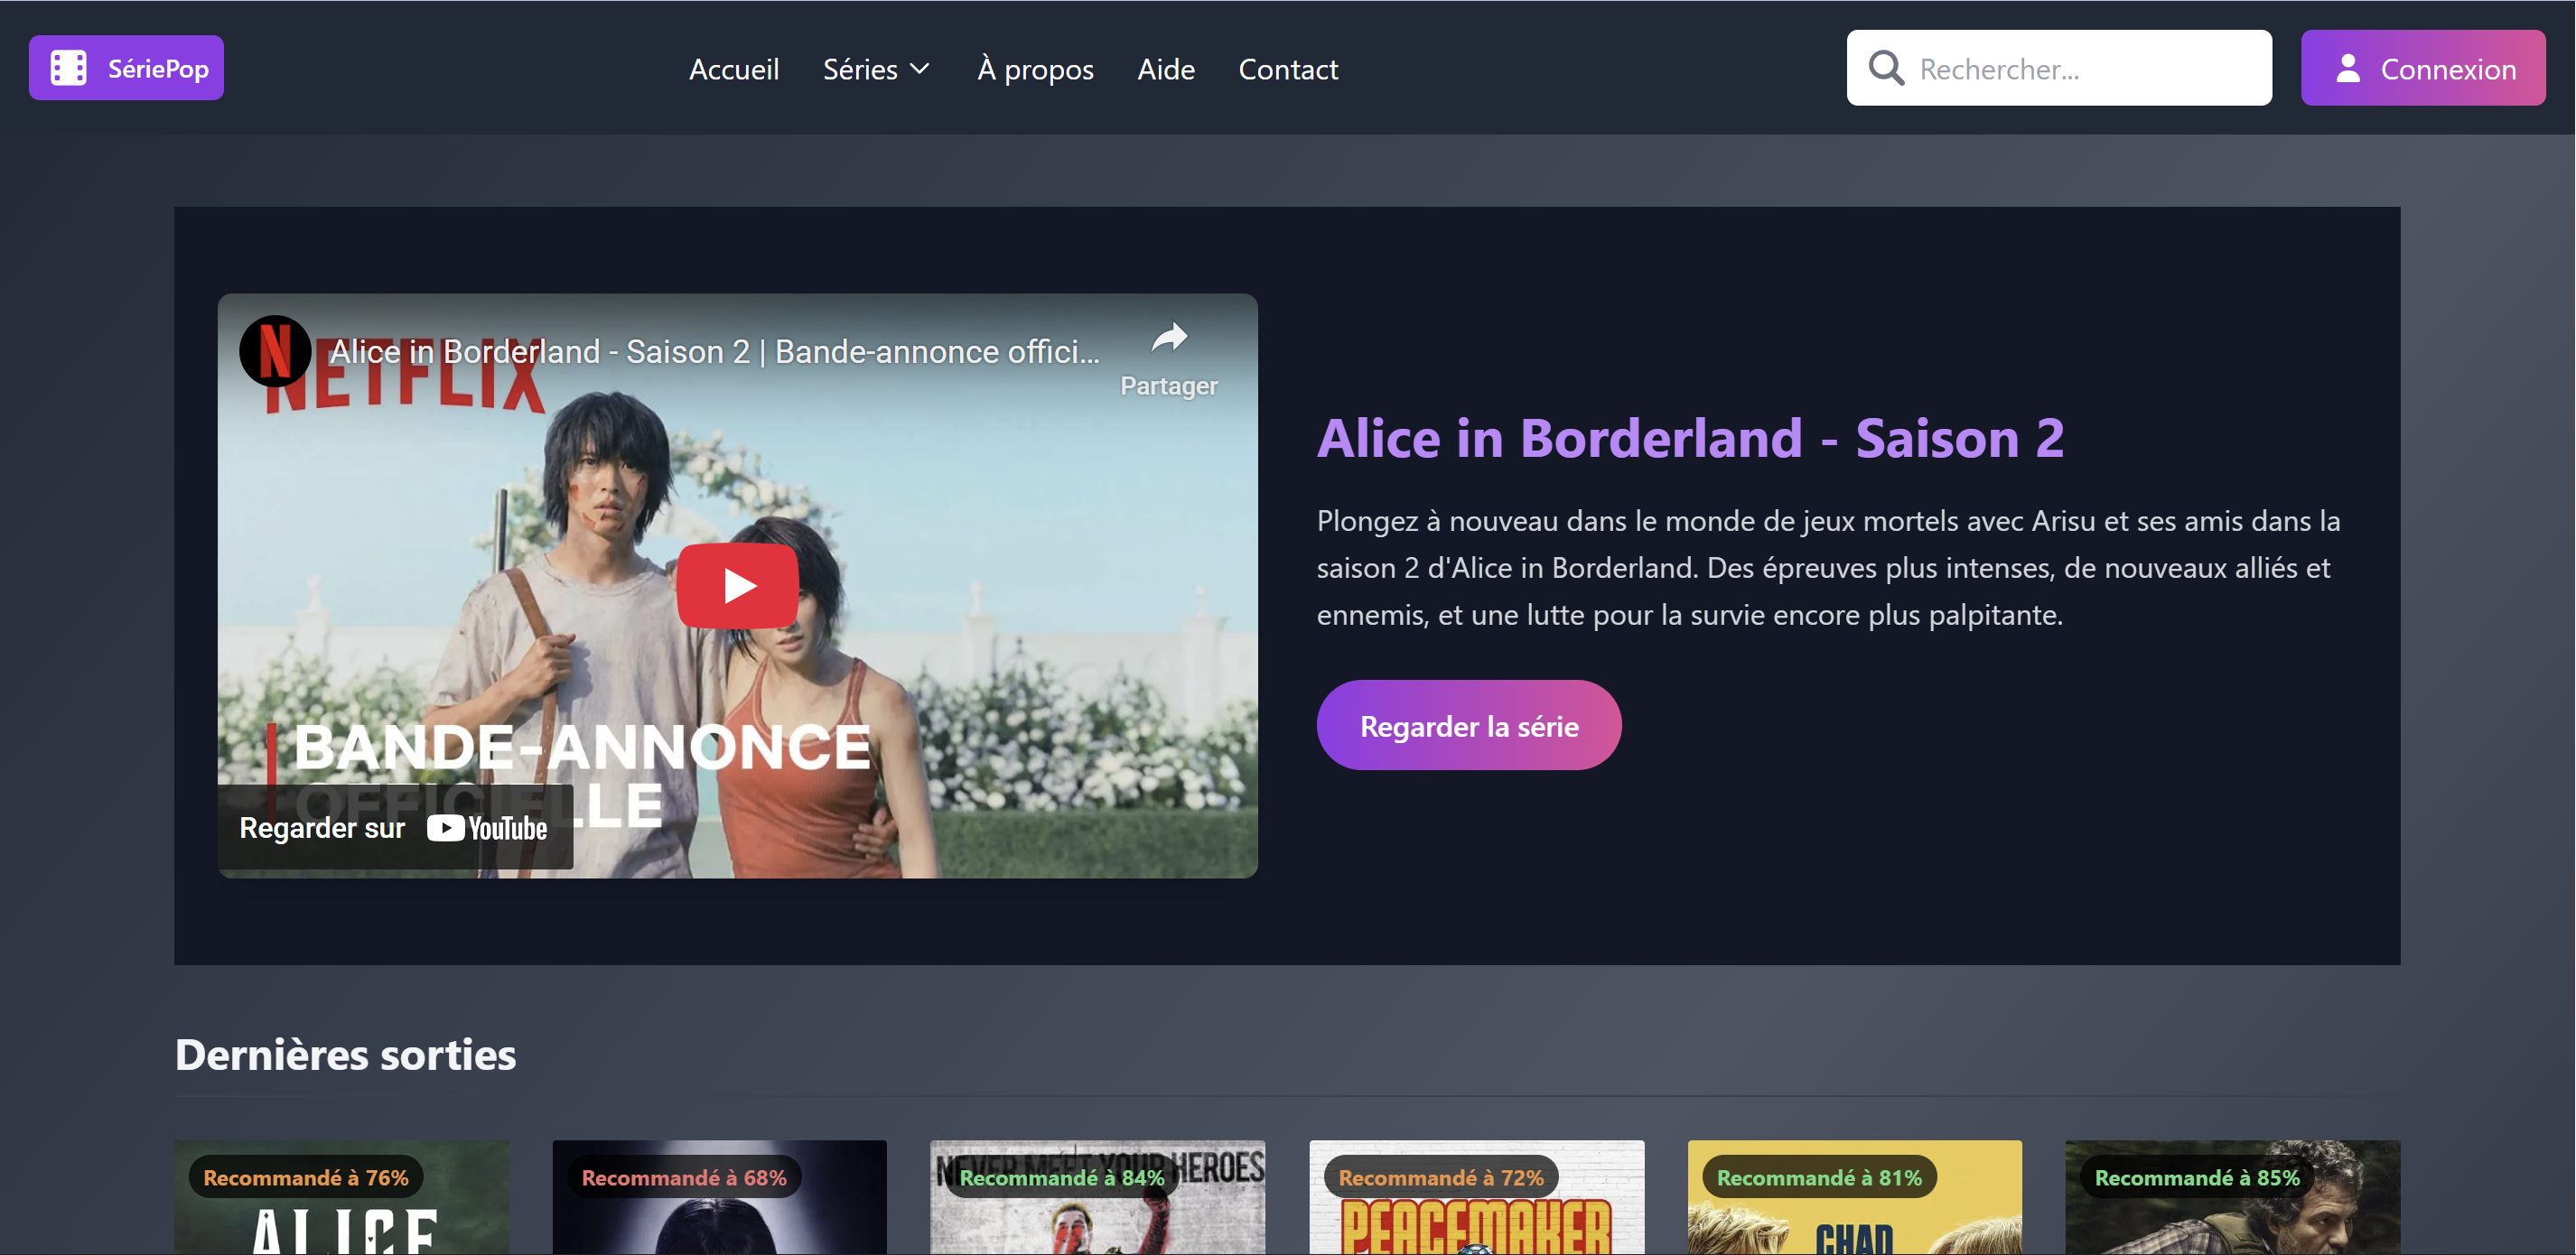 SériePop
Accueil
Séries
À propos
Aide
Contact
Rechercher...
Connexion
NETFLIX
Alice in Borderland - Saison 2 | Bande-annonce offici...
Partager
BANDE-ANNONCE
OFFICIELLE
Regarder sur YouTube
Alice in Borderland - Saison 2
Plongez à nouveau dans le monde de jeux mortels avec Arisu et ses amis dans la
saison 2 d'Alice in Borderland. Des épreuves plus intenses, de nouveaux alliés et
ennemis, et une lutte pour la survie encore plus palpitante.
Regarder la série
Dernières sorties
Recommandé à 76%
ALICE
Recommandé à 68%
NEVER MEET YOUR HEROES
Recommandé à 84%
Recommandé à 72%
PEACEMAKER
Recommandé à 81%
CHAD
Recommandé à 85%